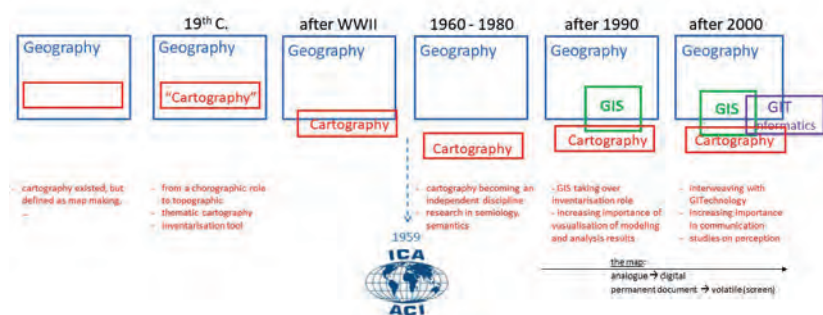 19th C.
after WWII
1960 - 1980
after 1990
after 2000
Geography
Geography
"Cartography"
Geography
Cartography
Geography
Cartography
Geography
GIS
Cartography
Geography
GIS
GIT
informatics
Cartography
- cartography existed, but
defined as map making,
...
- from a chorographic role
to topographic
- thematic cartography
- inventarisation tool
- cartography becoming an
independent discipline
- research in semiology,
semantics
- GIS taking over
inventarisation role
- increasing importance of
visualisation of modeling
and analysis results
- interweaving with
GITechnology
- Increasing importance
in communication
- studies on perception
1959
ICA
ACI
the map:
analogue → digital
permanent document → volatile (screen)